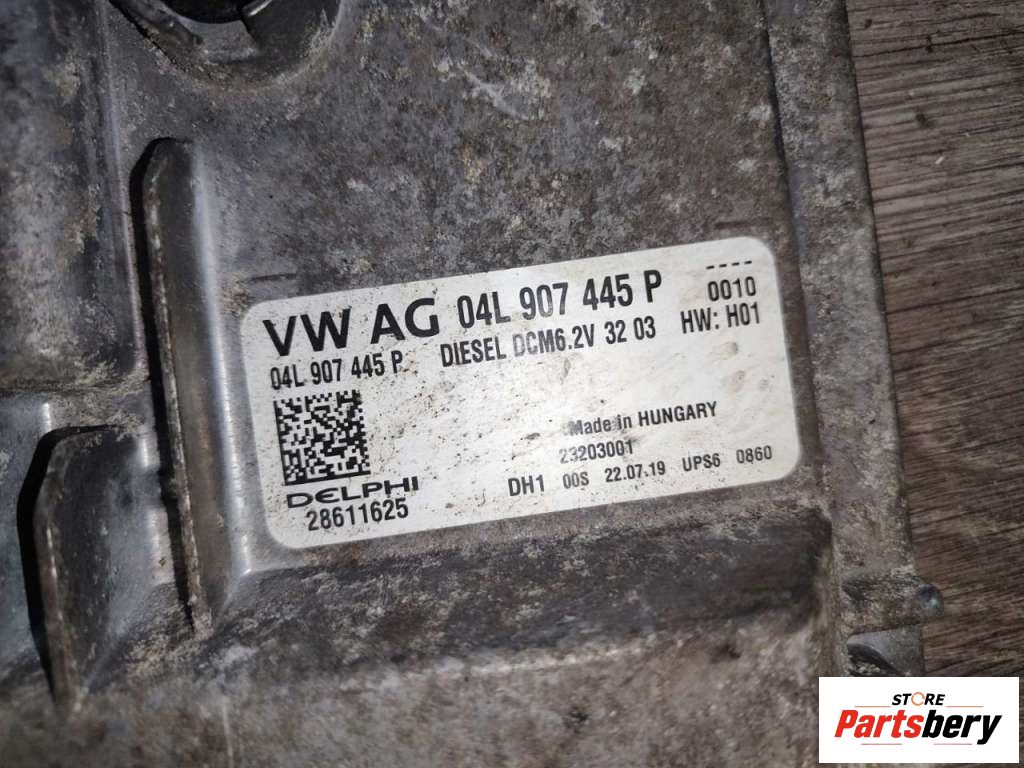 VW AG 04L 907 445 P ----
0010
04L 907 445 P DIESEL DCM6.2V 32 03 HW: H01
Made in HUNGARY
23203001
DELPHI DH1 00S 22.07.19 UPS6 0860
28611625
STORE
Partsbery